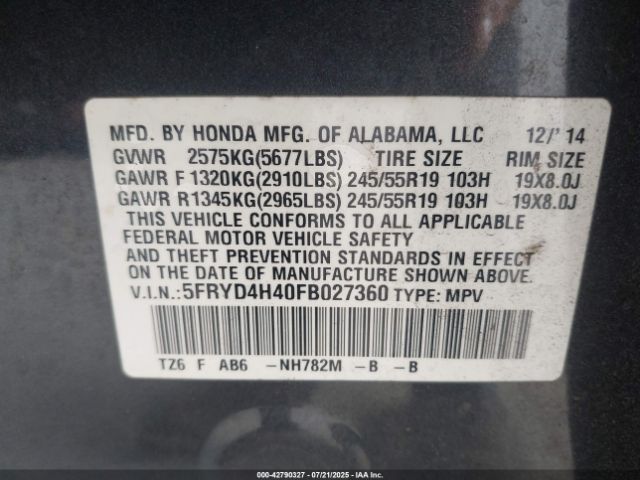 MFD. BY HONDA MFG. OF ALABAMA, LLC 12/'14
GVWR 2575KG(5677LBS) TIRE SIZE RIM SIZE
GAWR F 1320KG(2910LBS) 245/55R19 103H 19X8.0J
GAWR R 1345KG(2965LBS) 245/55R19 103H 19X8.0J
THIS VEHICLE CONFORMS TO ALL APPLICABLE
FEDERAL MOTOR VEHICLE SAFETY
AND THEFT PREVENTION STANDARDS IN EFFECT
ON THE DATE OF MANUFACTURE SHOWN ABOVE.
V.I.N.:5FRYD4H40FB027360 TYPE: MPV
TZ6 F AB6 -NH782M -B -B
000-42790327 - 07/21/2025 - IAAI.COM